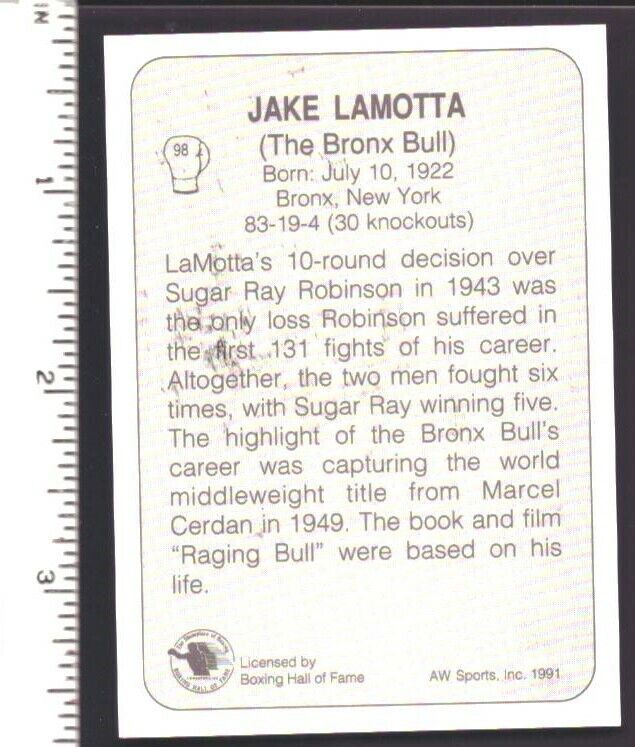 IN
1
2
3
98
JAKE LAMOTTA
(The Bronx Bull)
Born: July 10, 1922
Bronx, New York
83-19-4 (30 knockouts)
LaMotta's 10-round decision over
Sugar Ray Robinson in 1943 was
the only loss Robinson suffered in
the first 131 fights of his career.
Altogether, the two men fought six
times, with Sugar Ray winning five.
The highlight of the Bronx Bull's
career was capturing the world
middleweight title from Marcel
Cerdan in 1949. The book and film
"Raging Bull" were based on his
life.
BOXING HALL OF FAME
Licensed by
Boxing Hall of Fame
AW Sports, Inc. 1991